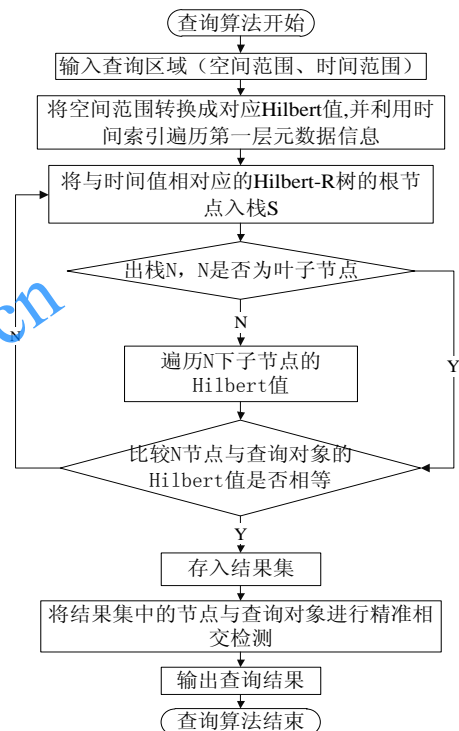 查询算法开始
输入查询区域（空间范围、时间范围）
将空间范围转换成对应Hilbert值,并利用时
间索引遍历第一层元数据信息
将与时间值相对应的Hilbert-R树的根节
点入栈S
出栈N，N是否为叶子节点
N
Y
遍历N下子节点的
Hilbert值
N
cn
比较N节点与查询对象的
Hilbert值是否相等
Y
存入结果集
将结果集中的节点与查询对象进行精准相
交检测
输出查询结果
查询算法结束